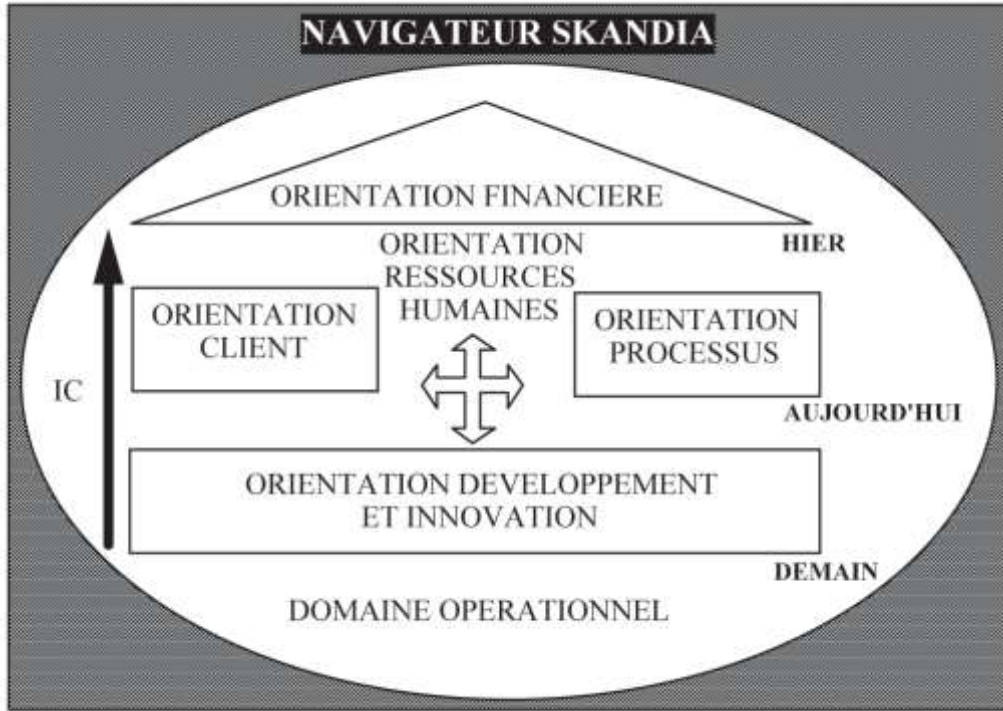 NAVIGATEUR SKANDIA
ORIENTATION FINANCIERE
HIER
ORIENTATION
RESSOURCES
HUMAINES
ORIENTATION
CLIENT
ORIENTATION
PROCESSUS
IC
AUJOURD'HUI
ORIENTATION DEVELOPPEMENT
ET INNOVATION
DEMAIN
DOMAINE OPERATIONNEL